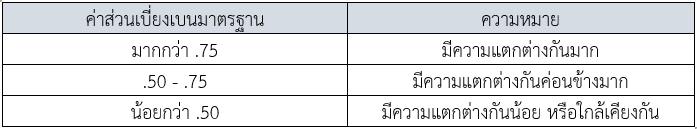 ค่าส่วนเบี่ยงเบนมาตรฐาน ความหมาย
มากกว่า .75 มีความแตกต่างกันมาก
.50 - .75 มีความแตกต่างกันค่อนข้างมาก
น้อยกว่า .50 มีความแตกต่างกันน้อย หรือใกล้เคียงกัน